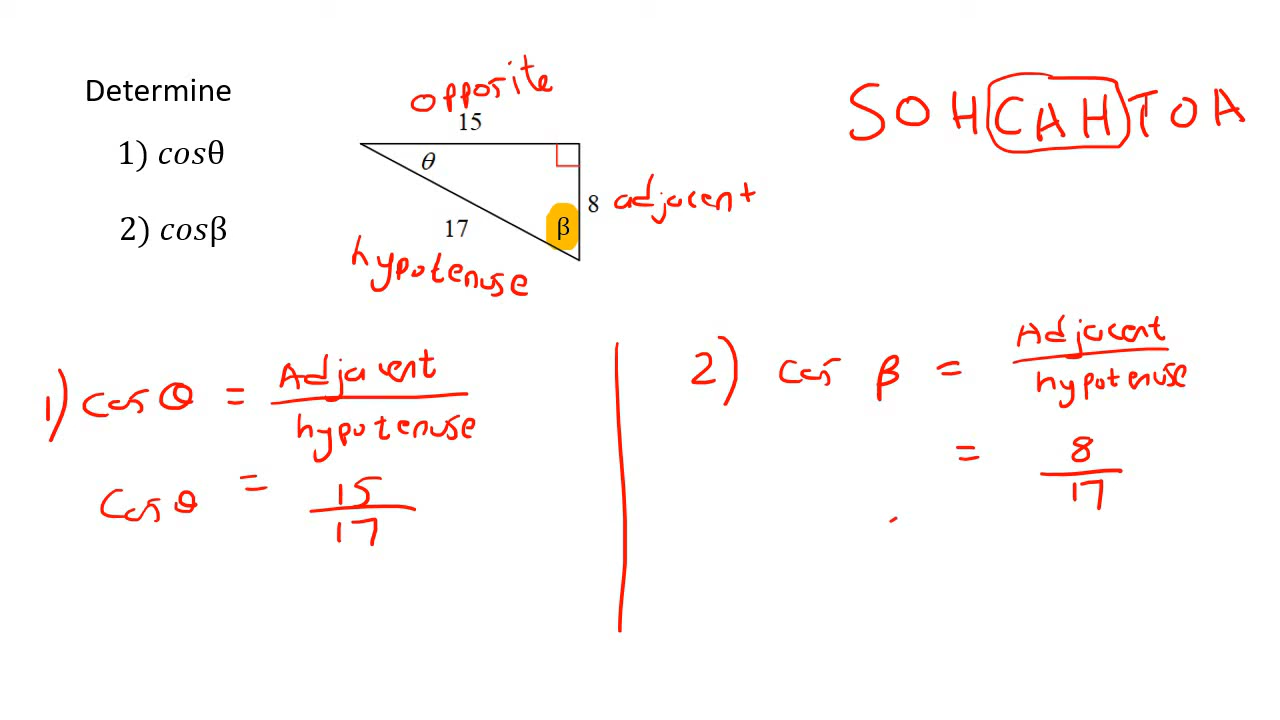 Determine
1) cosθ
2) cosβ
opposite
15
θ
8
adjacent
17
β
hypotenuse
SOHCAHTOA
1) cos θ = Adjacent
hypotenuse
cos θ = 15
17
2) cos β = Adjacent
hypotenuse
= 8
17